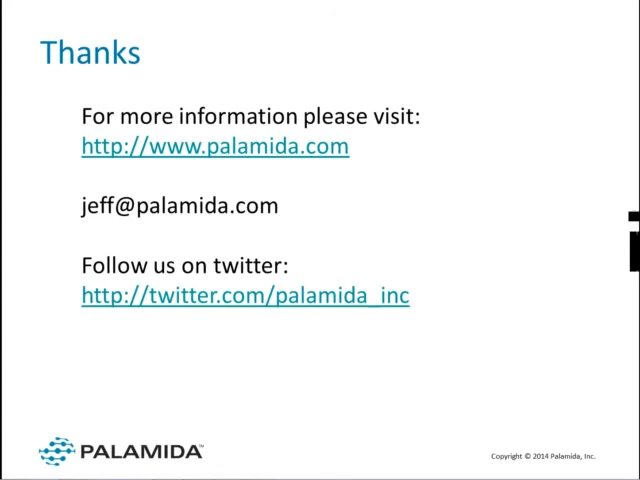 Thanks
For more information please visit:
http://www.palamida.com
jeff@palamida.com
Follow us on twitter:
http://twitter.com/palamida_inc
PALAMIDA™
Copyright © 2014 Palamida, Inc.